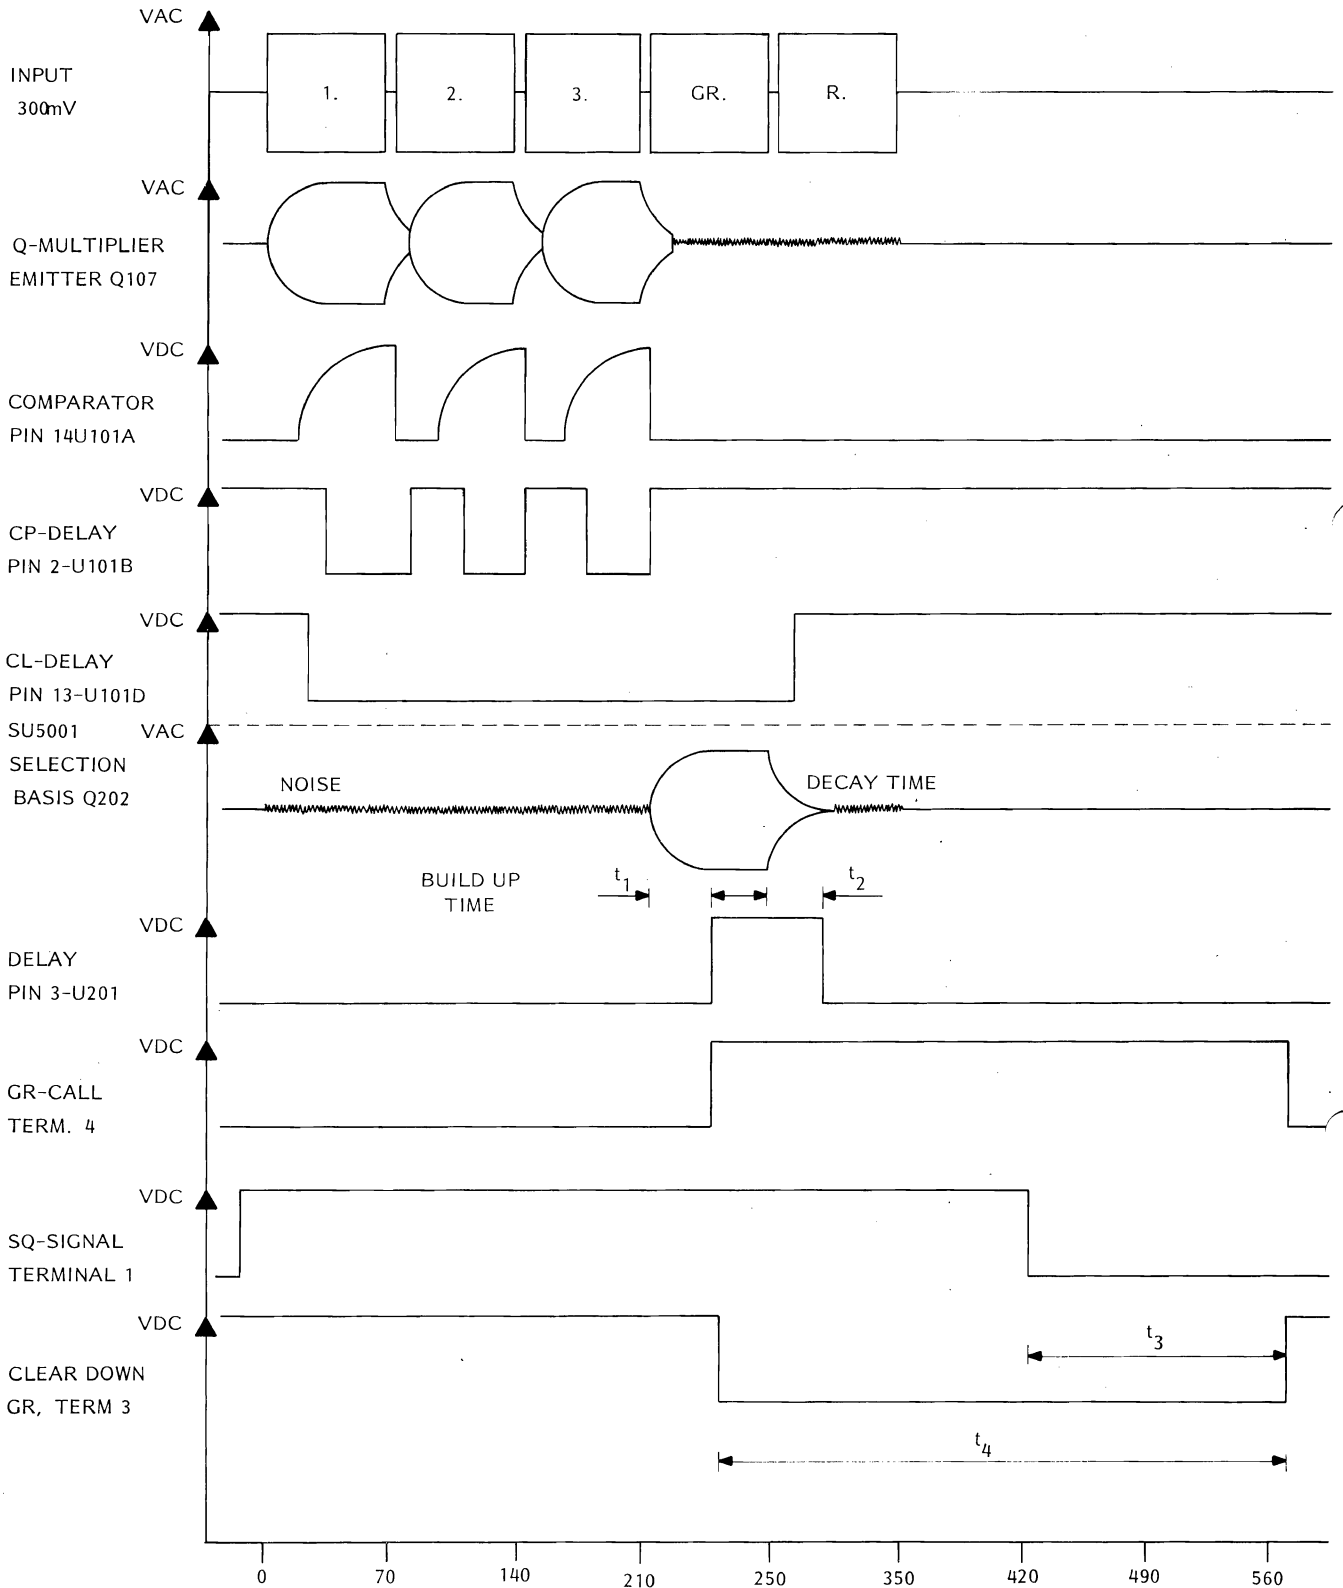 VAC
INPUT
300mV
1. 2. 3. GR. R.
VAC
Q-MULTIPLIER
EMITTER Q107
VDC
COMPARATOR
PIN 14U101A
VDC
CP-DELAY
PIN 2-U101B
VDC
CL-DELAY
PIN 13-U101D
SU5001 VAC
SELECTION
BASIS Q202
NOISE
DECAY TIME
BUILD UP
TIME
t1
t2
VDC
DELAY
PIN 3-U201
VDC
GR-CALL
TERM. 4
VDC
SQ-SIGNAL
TERMINAL 1
VDC
CLEAR DOWN
GR, TERM 3
t3
t4
0 70 140 210 250 350 420 490 560